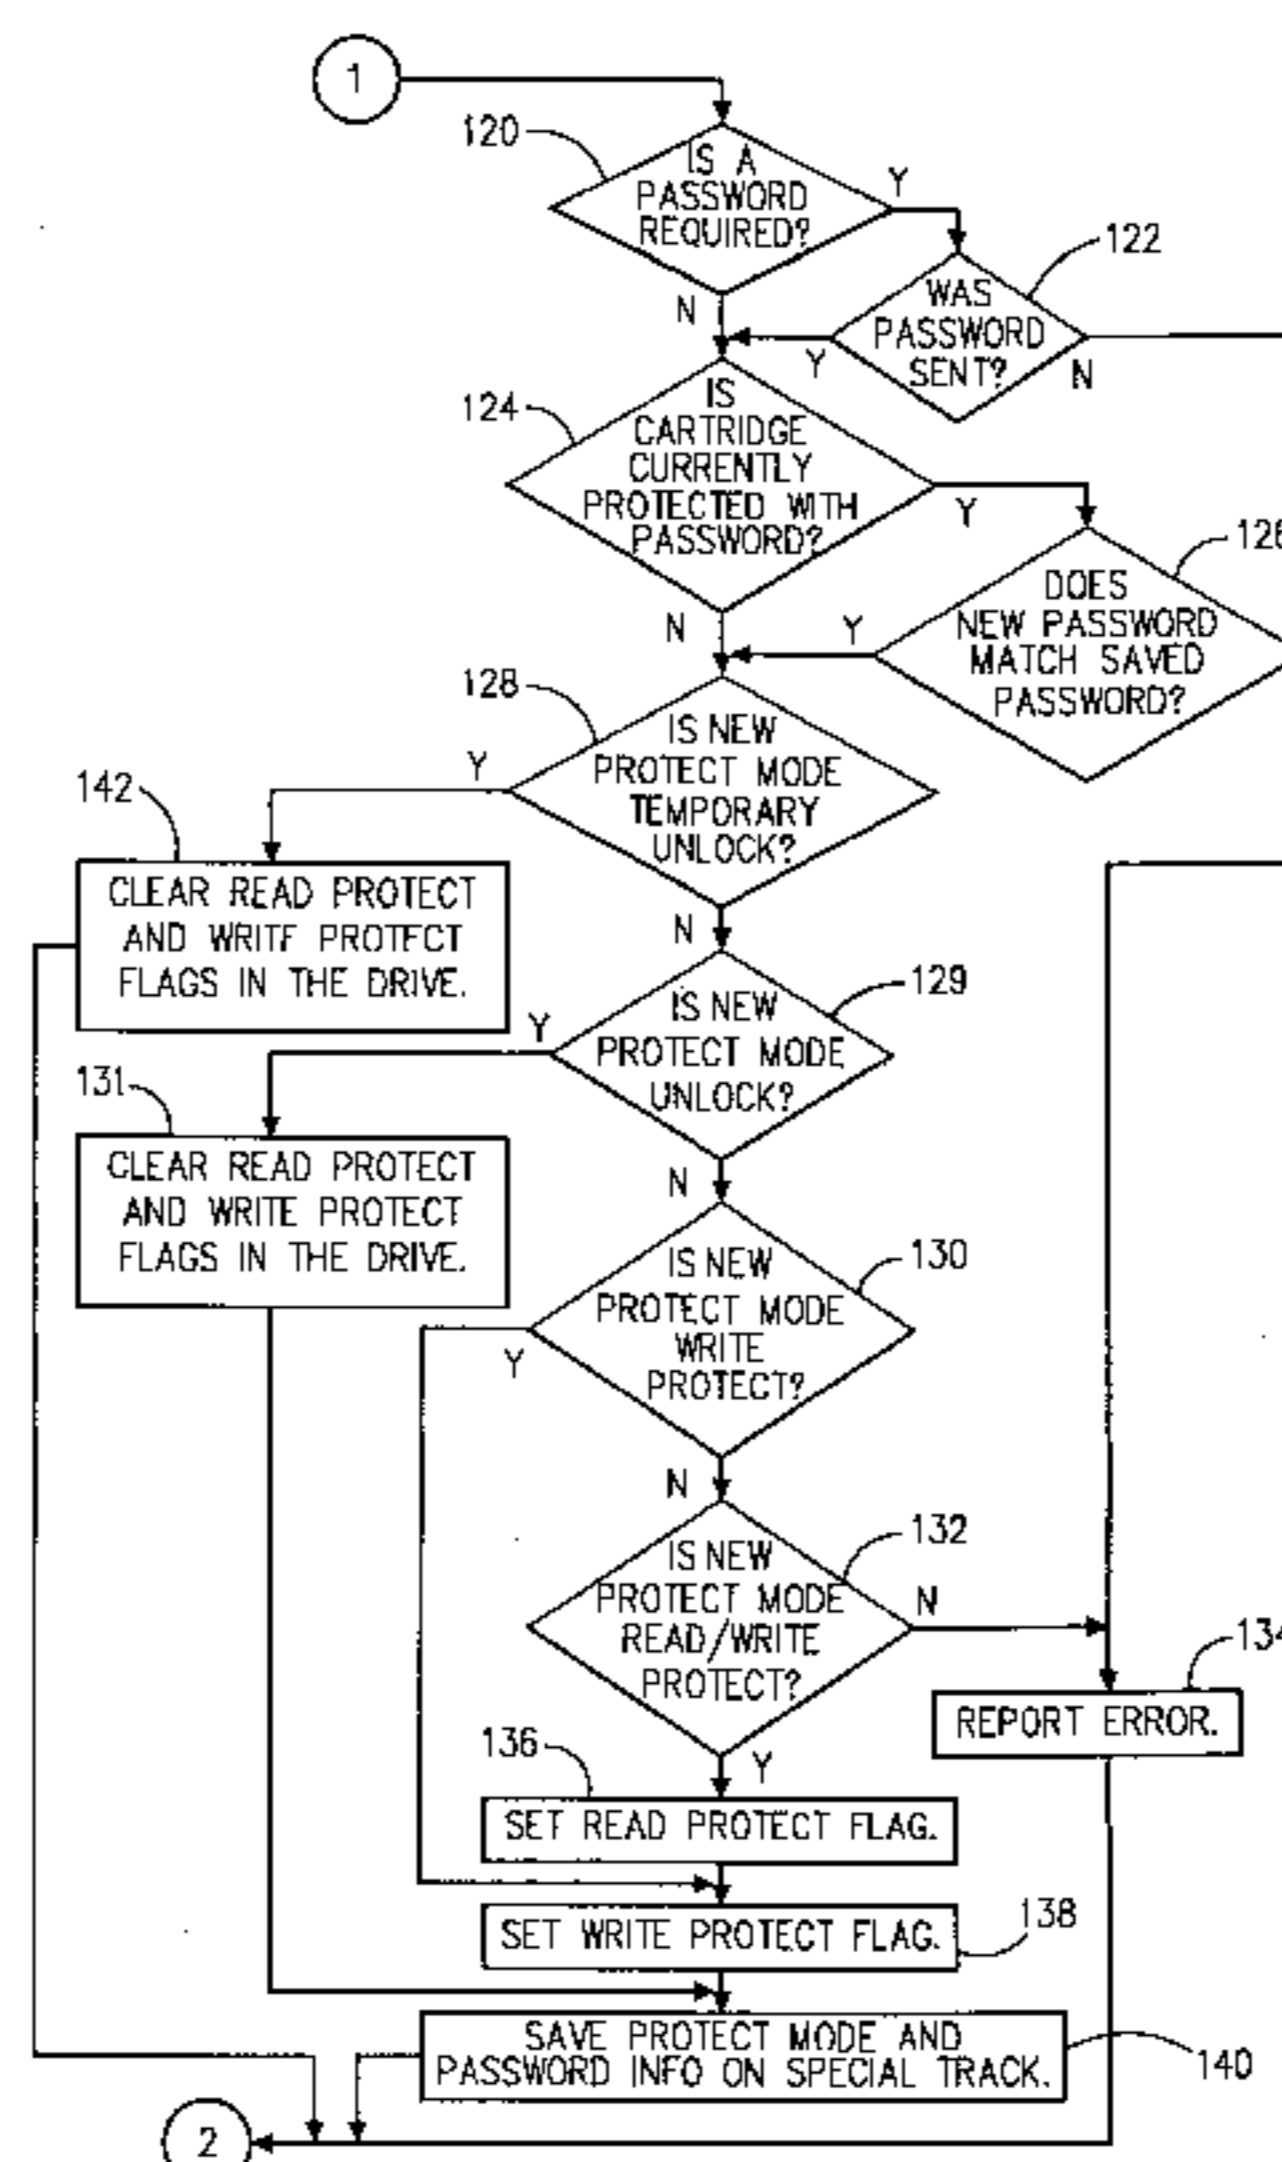 1
120
IS A
PASSWORD
REQUIRED?
Y
N
122
WAS
PASSWORD
SENT?
Y
N
124
IS
CARTRIDGE
CURRENTLY
PROTECTED WITH
PASSWORD?
Y
N
DOES
NEW PASSWORD
MATCH SAVED
PASSWORD?
Y
128
IS NEW
PROTECT MODE
TEMPORARY
UNLOCK?
Y
N
142
CLEAR READ PROTECT
AND WRITE PROTECT
FLAGS IN THE DRIVE.
129
IS NEW
PROTECT MODE
UNLOCK?
Y
N
131
CLEAR READ PROTECT
AND WRITE PROTECT
FLAGS IN THE DRIVE.
130
IS NEW
PROTECT MODE
WRITE
PROTECT?
Y
N
132
IS NEW
PROTECT MODE
READ/WRITE
PROTECT?
N
Y
134
REPORT ERROR.
136
SET READ PROTECT FLAG.
138
SET WRITE PROTECT FLAG.
SAVE PROTECT MODE AND
PASSWORD INFO ON SPECIAL TRACK.
140
2